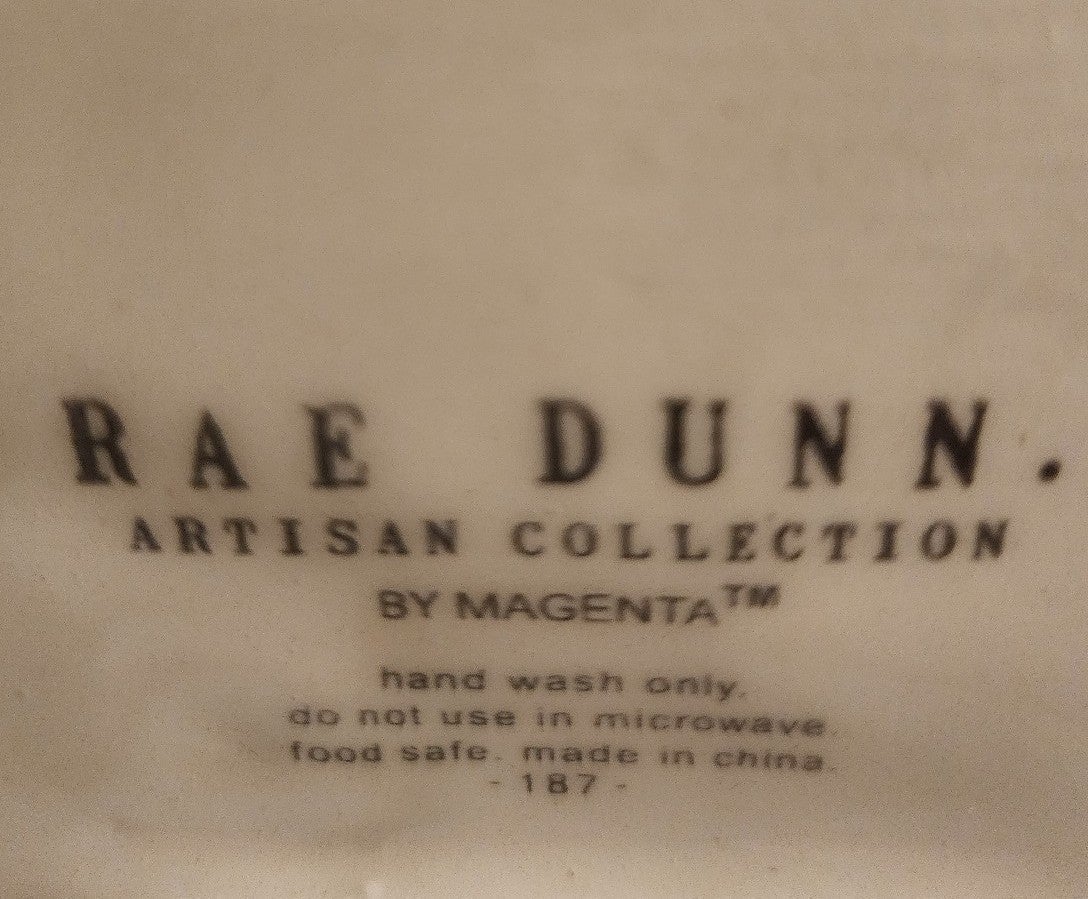 RAE DUNN.
ARTISAN COLLECTION
BY MAGENTA™
hand wash only.
do not use in microwave.
food safe. made in china.
- 187 -